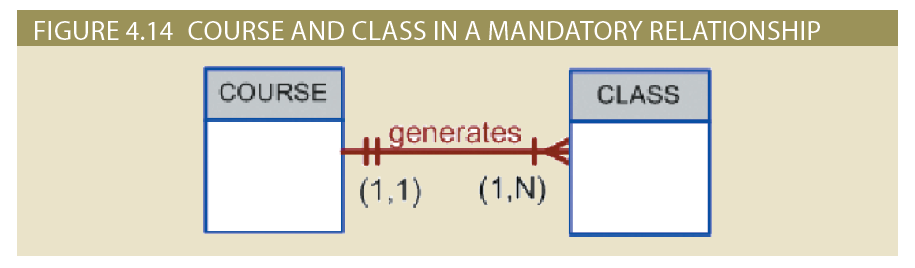 FIGURE 4.14 COURSE AND CLASS IN A MANDATORY RELATIONSHIP
COURSE
generates
CLASS
(1,1)
(1,N)